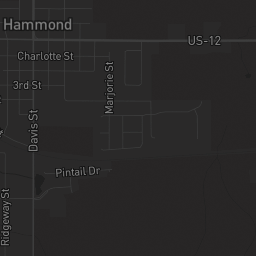 Hammond
US-12
Charlotte St
3rd St
Marjorie St
Davis St
Pintail Dr
Ridgeway St